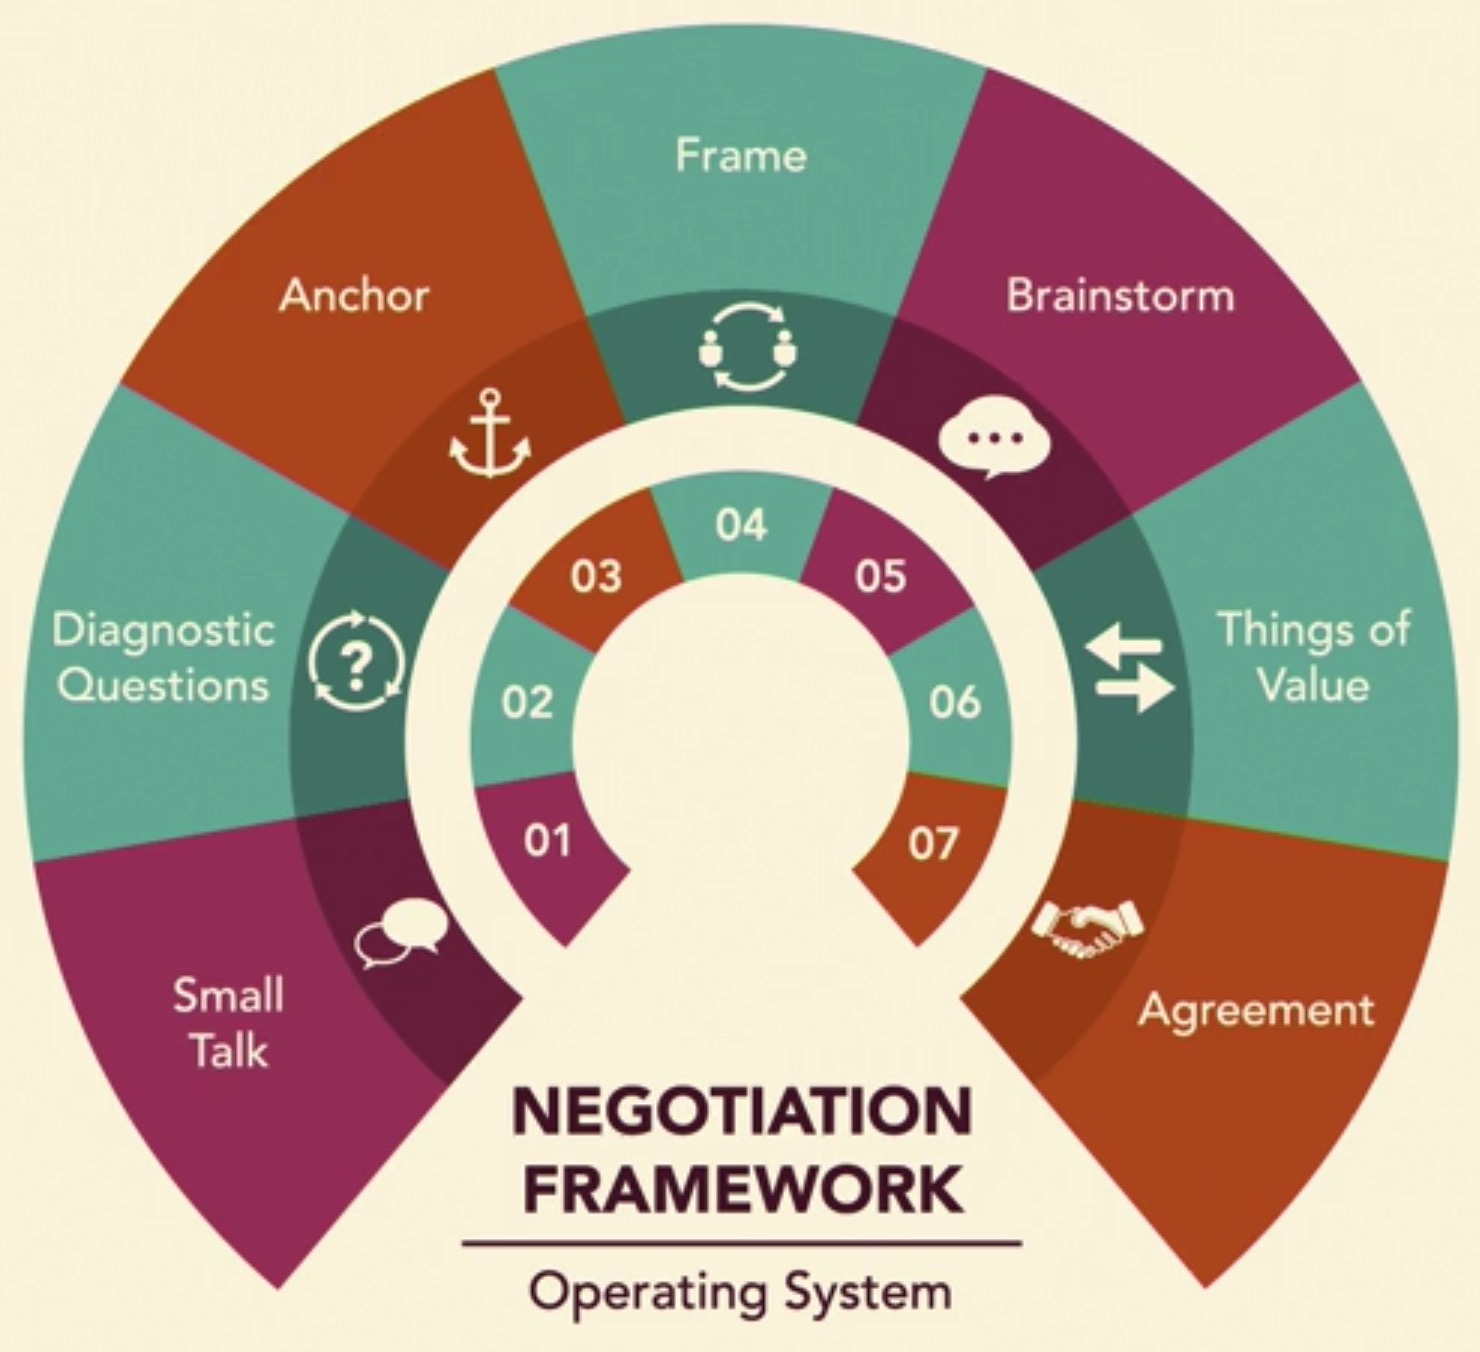 Frame
Anchor
Brainstorm
Diagnostic
Questions
?
Things of
Value
Small
Talk
Agreement
01
02
03
04
05
06
07
NEGOTIATION
FRAMEWORK
Operating System